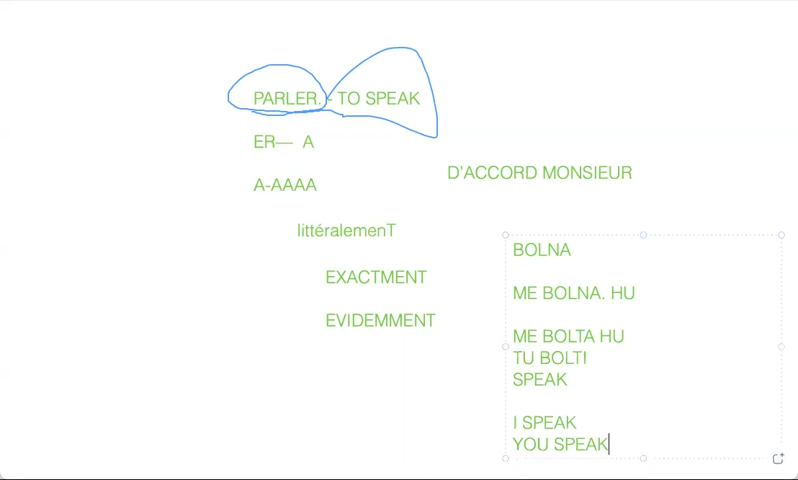 PARLER. - TO SPEAK
ER— A
A-AAAA
D'ACCORD MONSIEUR
littéralemenT
EXACTMENT
EVIDEMMENT
BOLNA
ME BOLNA. HU
ME BOLTA HU
TU BOLTI
SPEAK
I SPEAK
YOU SPEAK